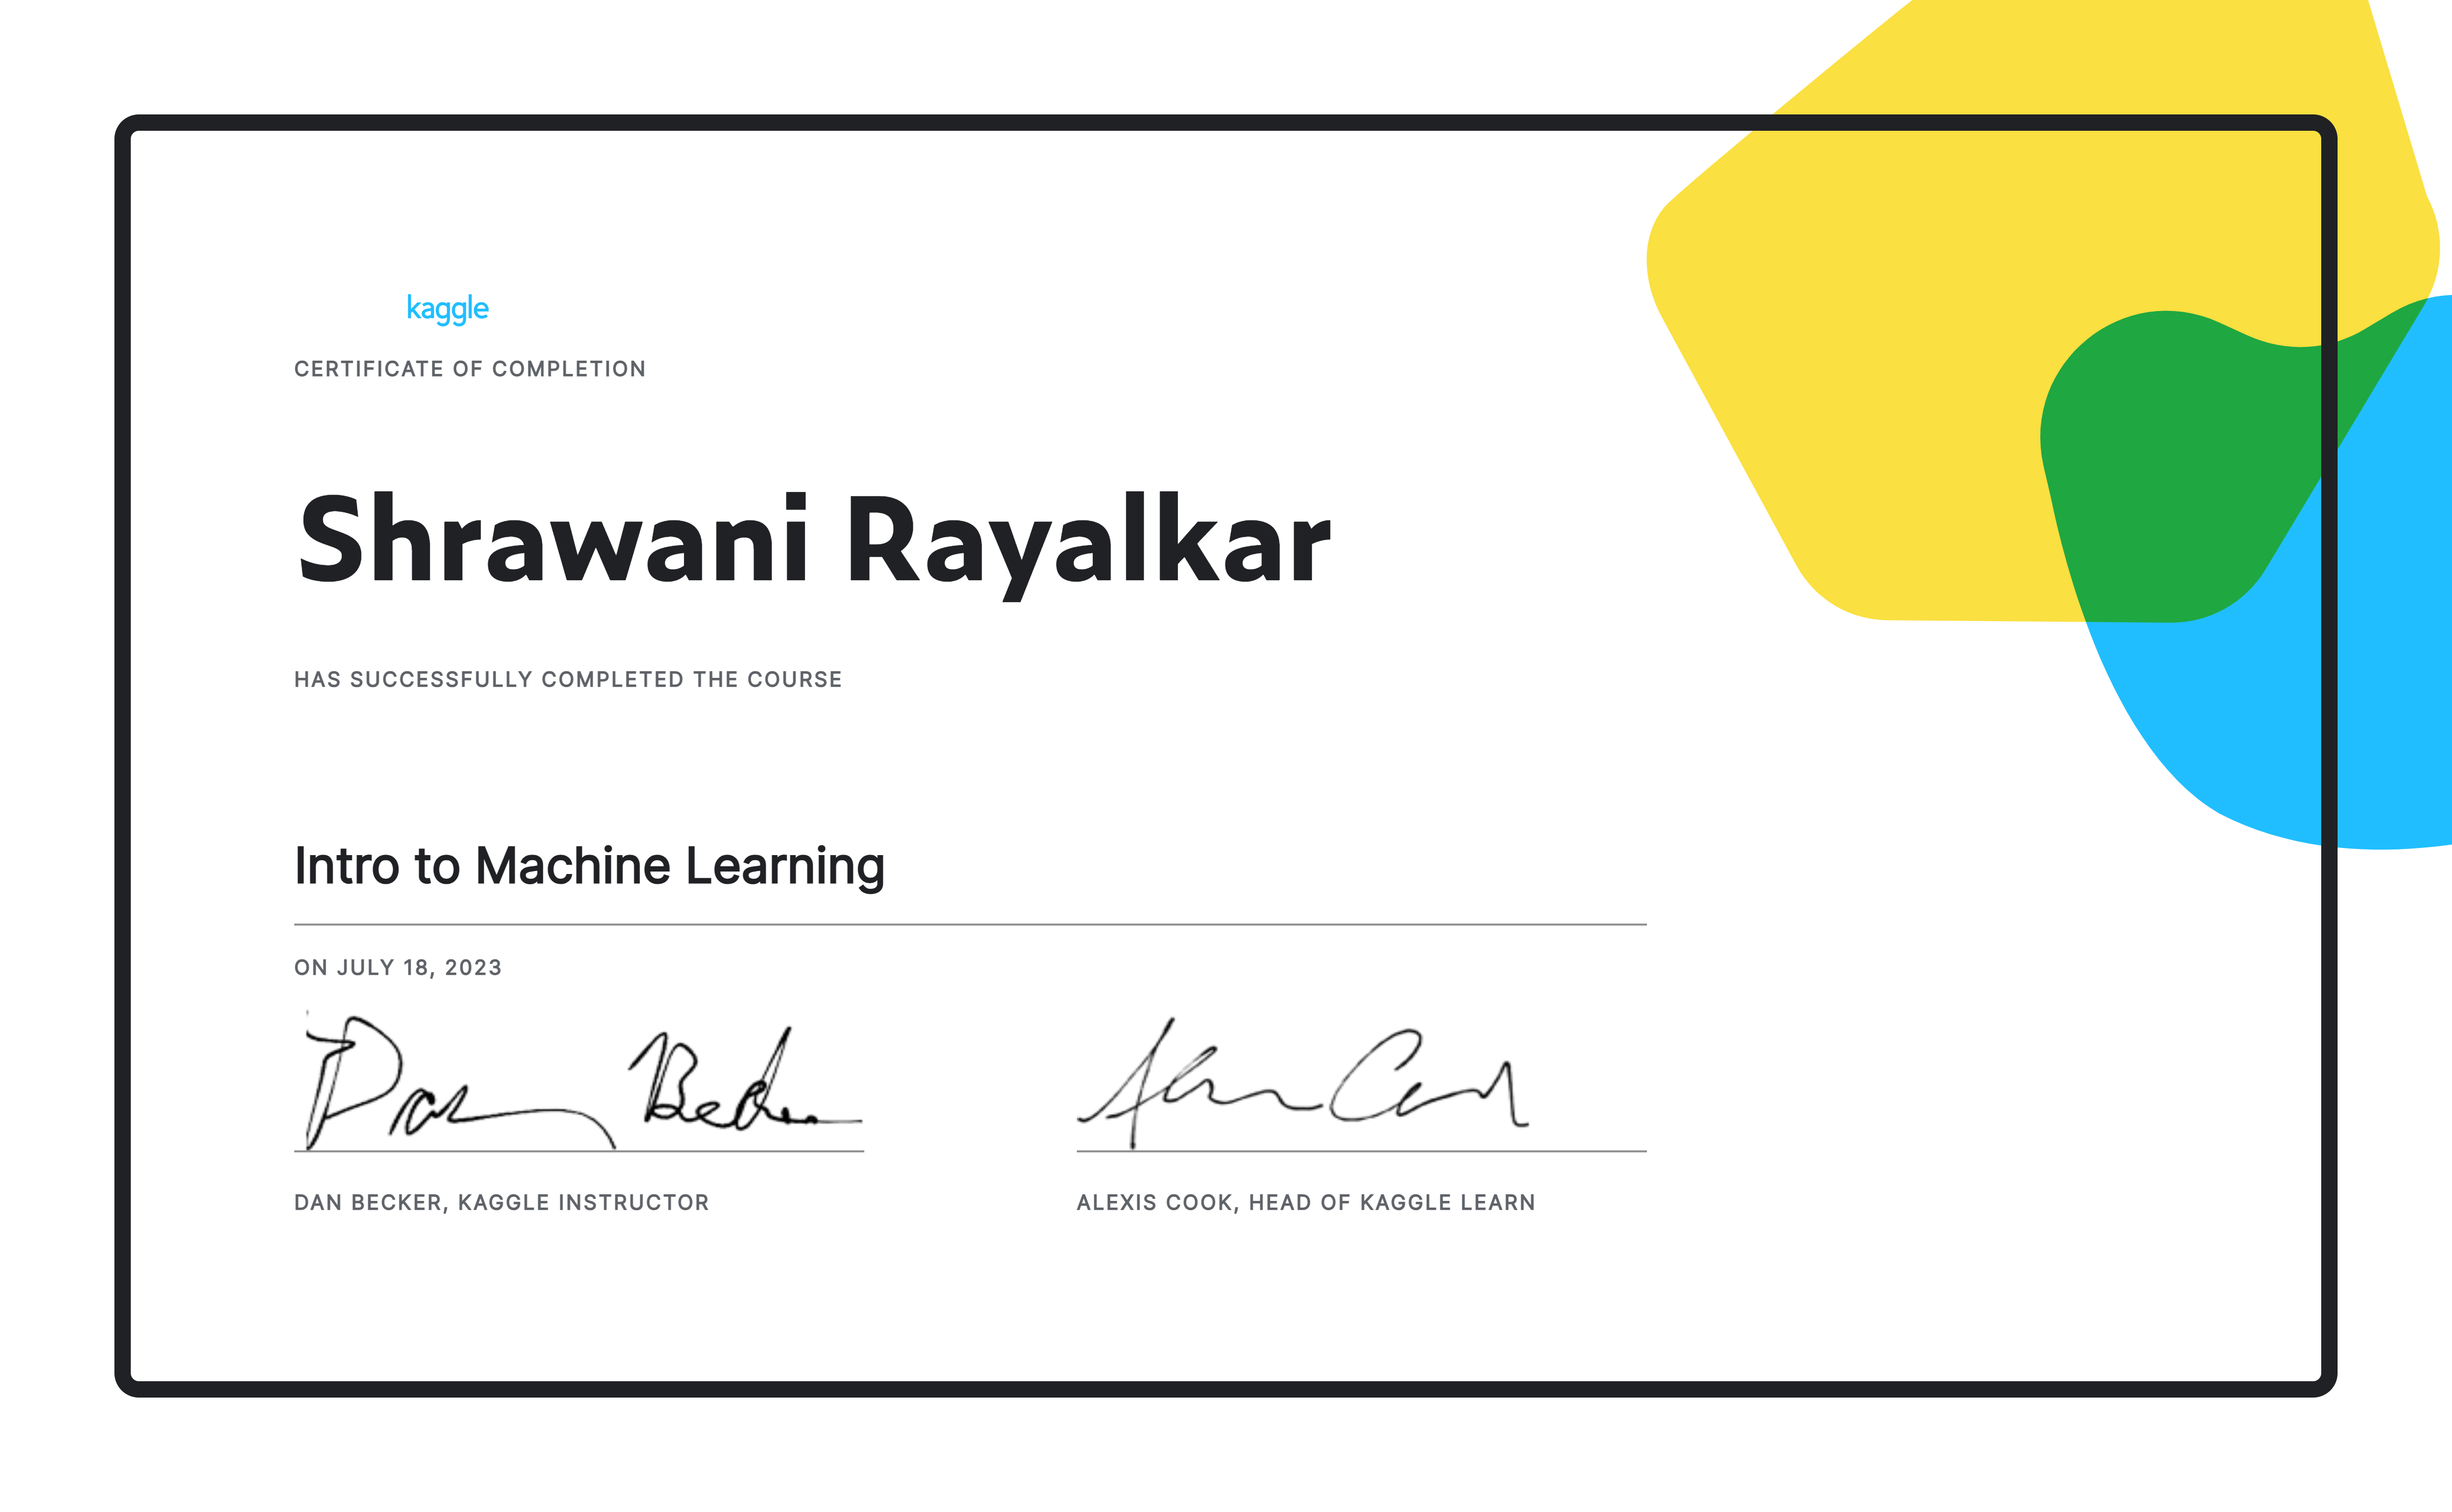 kaggle
CERTIFICATE OF COMPLETION
Shrawani Rayalkar
HAS SUCCESSFULLY COMPLETED THE COURSE
Intro to Machine Learning
ON JULY 18, 2023
Dan Becker
Alexis Cook
DAN BECKER, KAGGLE INSTRUCTOR
ALEXIS COOK, HEAD OF KAGGLE LEARN